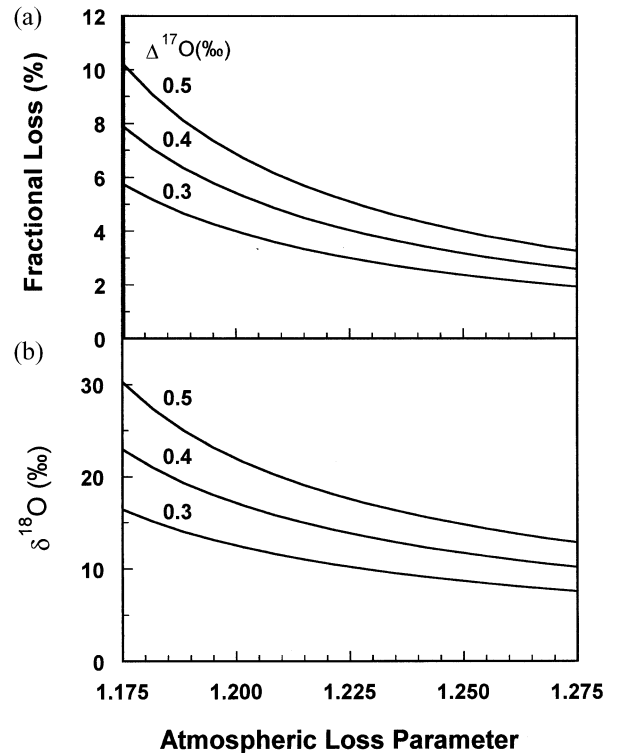 (a)
Fractional Loss (%)
12
10
8
6
4
2
0
Δ¹⁷O(‰)
0.5
0.4
0.3
(b)
δ¹⁸O (‰)
30
20
10
0
0.5
0.4
0.3
1.175 1.200 1.225 1.250 1.275
Atmospheric Loss Parameter